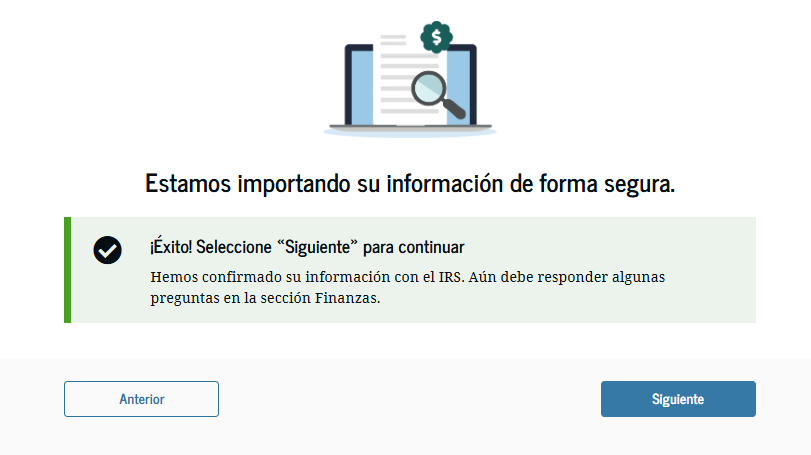 $
Estamos importando su información de forma segura.
¡Éxito! Seleccione “Siguiente” para continuar
Hemos confirmado su información con el IRS. Aún debe responder algunas
preguntas en la sección Finanzas.
Anterior
Siguiente